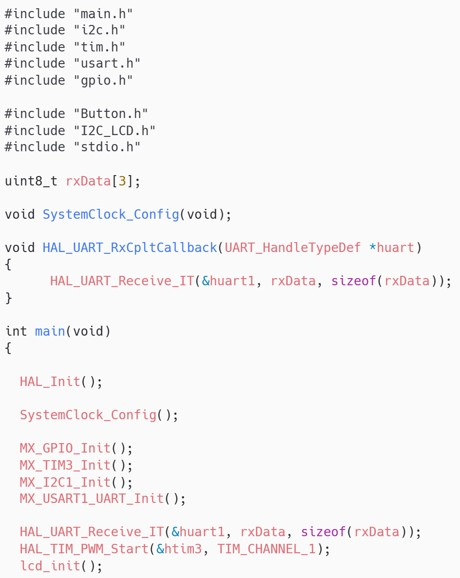 #include "main.h"
#include "i2c.h"
#include "tim.h"
#include "usart.h"
#include "gpio.h"
#include "Button.h"
#include "I2C_LCD.h"
#include "stdio.h"
uint8_t rxData[3];
void SystemClock_Config(void);
void HAL_UART_RxCpltCallback(UART_HandleTypeDef *huart)
{
HAL_UART_Receive_IT(&huart1, rxData, sizeof(rxData));
}
int main(void)
{
HAL_Init();
SystemClock_Config();
MX_GPIO_Init();
MX_TIM3_Init();
MX_I2C1_Init();
MX_USART1_UART_Init();
HAL_UART_Receive_IT(&huart1, rxData, sizeof(rxData));
HAL_TIM_PWM_Start(&htim3, TIM_CHANNEL_1);
lcd_init();